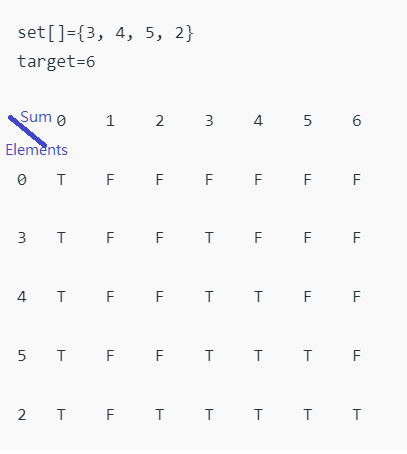 set[]={3, 4, 5, 2}
target=6
Sum 0 1 2 3 4 5 6
Elements
0 T F F F F F F
3 T F F T F F F
4 T F F T T F F
5 T F F T T T F
2 T F T T T T T